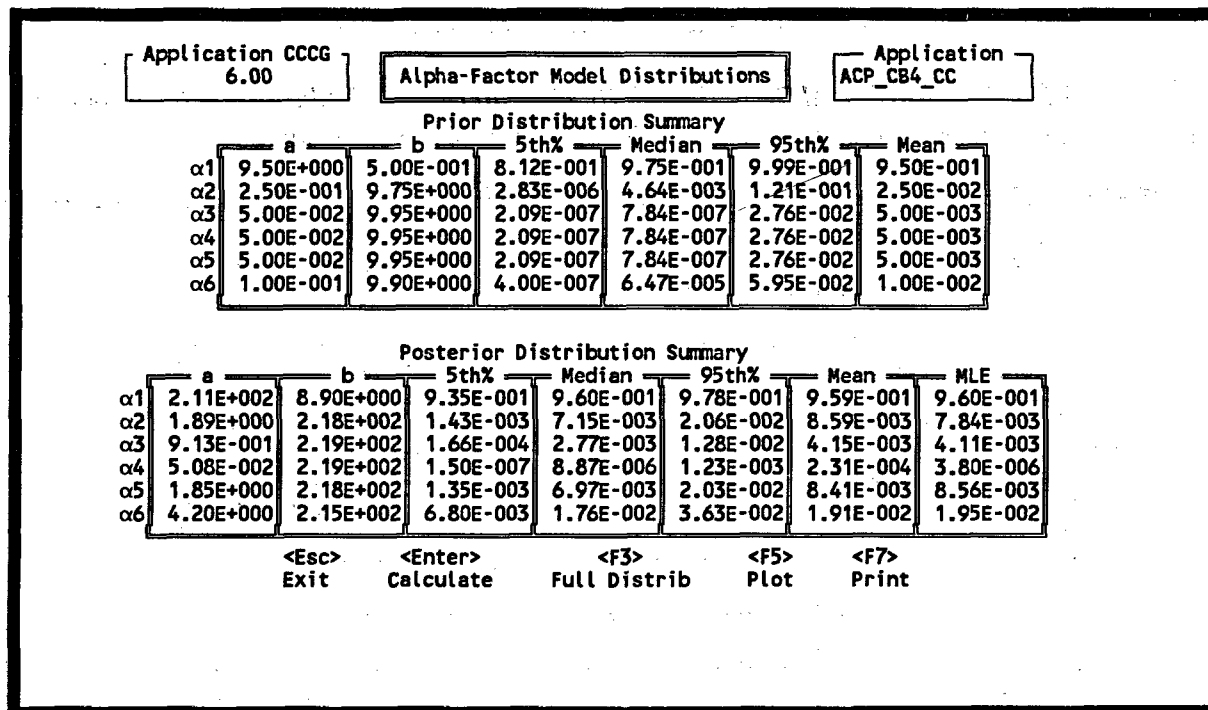 Application CCCG
6.00
Alpha-Factor Model Distributions
Application
ACP_CB4_CC
Prior Distribution Summary
a b 5th% Median 95th% Mean
α1 9.50E+000 5.00E-001 8.12E-001 9.75E-001 9.99E-001 9.50E-001
α2 2.50E-001 9.75E+000 2.83E-006 4.64E-003 1.21E-001 2.50E-002
α3 5.00E-002 9.95E+000 2.09E-007 7.84E-007 2.76E-002 5.00E-003
α4 5.00E-002 9.95E+000 2.09E-007 7.84E-007 2.76E-002 5.00E-003
α5 5.00E-002 9.95E+000 2.09E-007 7.84E-007 2.76E-002 5.00E-003
α6 1.00E-001 9.90E+000 4.00E-007 6.47E-005 5.95E-002 1.00E-002
Posterior Distribution Summary
a b 5th% Median 95th% Mean MLE
α1 2.11E+002 8.90E+000 9.35E-001 9.60E-001 9.78E-001 9.59E-001 9.60E-001
α2 1.89E+000 2.18E+002 1.43E-003 7.15E-003 2.06E-002 8.59E-003 7.84E-003
α3 9.13E-001 2.19E+002 1.66E-004 2.77E-003 1.28E-002 4.15E-003 4.11E-003
α4 5.08E-002 2.19E+002 1.50E-007 8.87E-006 1.23E-003 2.31E-004 3.80E-006
α5 1.85E+000 2.18E+002 1.35E-003 6.97E-003 2.03E-002 8.41E-003 8.56E-003
α6 4.20E+000 2.15E+002 6.80E-003 1.76E-002 3.63E-002 1.91E-002 1.95E-002
<Esc> <Enter> <F3> <F5> <F7>
Exit Calculate Full Distrib Plot Print